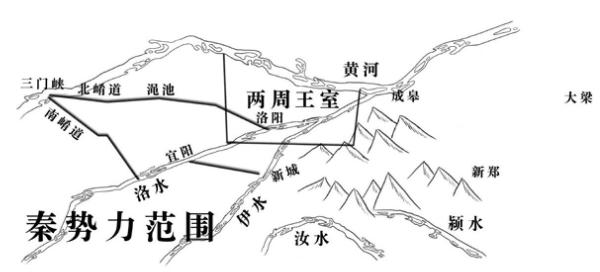 黄河
三门峡
北崤道
渑池
两周王室
成皋
大梁
洛阳
南崤道
宜阳
新城
新郑
洛水
伊水
秦势力范围
汝水
颍水